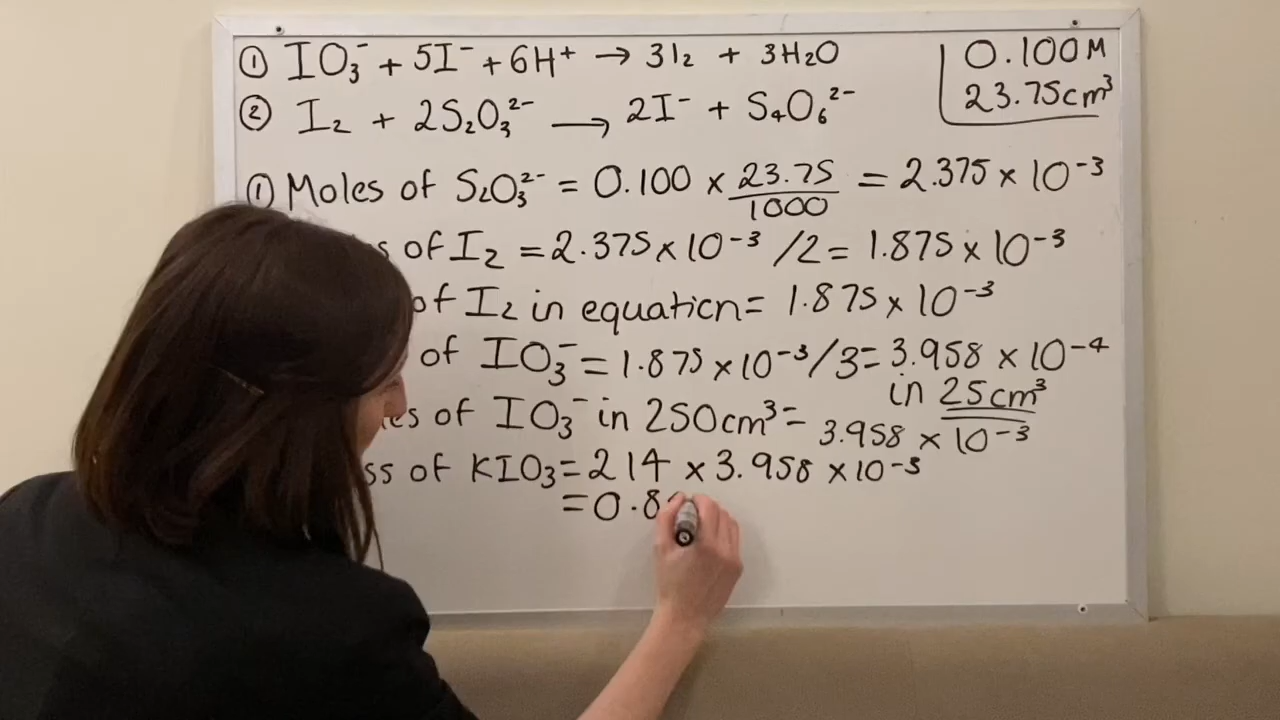 ① IO₃⁻ + 5I⁻ + 6H⁺ → 3I₂ + 3H₂O
② I₂ + 2S₂O₃²⁻ → 2I⁻ + S₄O₆²⁻
0.100M
23.75cm³
① Moles of S₂O₃²⁻ = 0.100 × 23.75/1000 = 2.375 × 10⁻³
of I₂ = 2.375 × 10⁻³ /2 = 1.875 × 10⁻³
of I₂ in equation = 1.875 × 10⁻³
of IO₃⁻ = 1.875 × 10⁻³/3 = 3.958 × 10⁻⁴
in 25cm³
of IO₃⁻ in 250cm³ = 3.958 × 10⁻³
of KIO₃ = 214 × 3.958 × 10⁻³
= 0.8